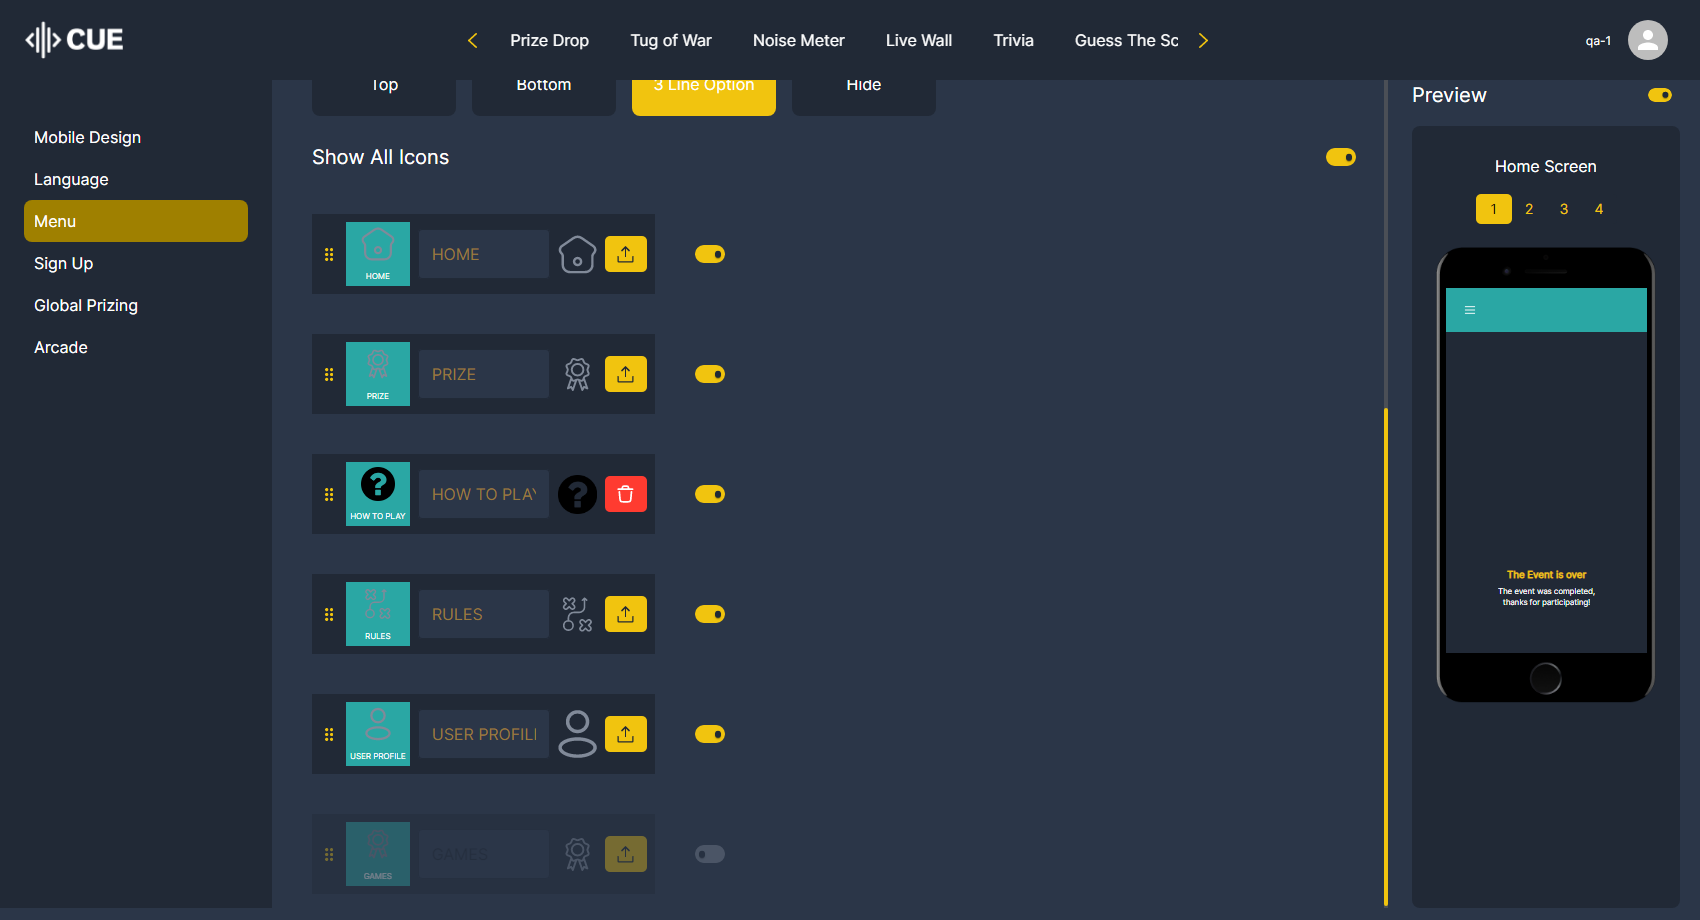 CUE
Prize Drop
Tug of War
Noise Meter
Live Wall
Trivia
Guess The Sc
qa-1
Mobile Design
Language
Menu
Sign Up
Global Prizing
Arcade
Top
Bottom
3 Line Option
Hide
Show All Icons
HOME
HOME
PRIZE
PRIZE
HOW TO PLAY
HOW TO PLAY
RULES
RULES
USER PROFILE
USER PROFIL
GAMES
GAMES
Preview
Home Screen
1 2 3 4
The Event is over
The event was completed,
thanks for participating!